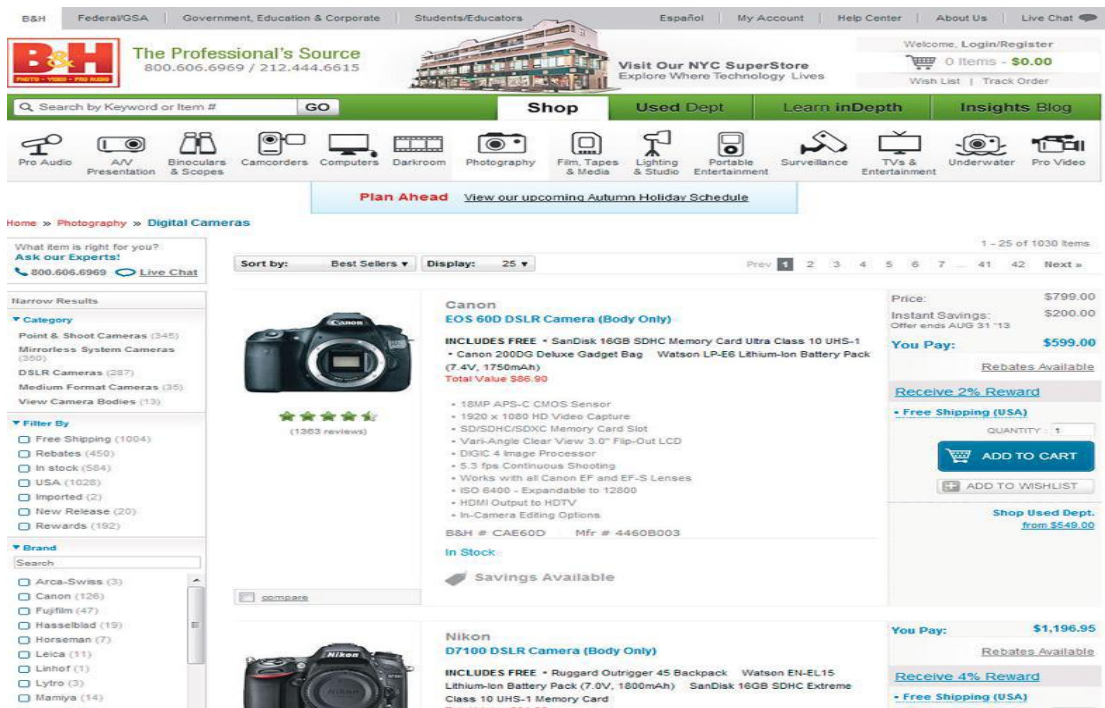 B&H
Federal/GSA
Government, Education & Corporate
Students/Educators
Español
My Account
Help Center
About Us
Live Chat
B&H
PHOTO - VIDEO - PRO AUDIO
The Professional's Source
800.606.6969 / 212.444.6615
Visit Our NYC SuperStore
Explore Where Technology Lives
Welcome, Login/Register
0 Items - $0.00
Wish List | Track Order
Search by Keyword or Item #
GO
Shop
Used Dept
Learn inDepth
Insights Blog
Pro Audio
A/V Presentation
Binoculars & Scopes
Camcorders
Computers
Darkroom
Photography
Film, Tapes & Media
Lighting & Studio
Portable Entertainment
Surveillance
TVs & Entertainment
Underwater
Pro Video
Plan Ahead View our upcoming Autumn Holiday Schedule
Home » Photography » Digital Cameras
What item is right for you?
Ask our Experts!
800.606.6969 Live Chat
1 - 25 of 1030 Items
Sort by: Best Sellers ▾ Display: 25 ▾
Prev 1 2 3 4 5 6 7 ... 41 42 Next »
Narrow Results
Category
Point & Shoot Cameras (345)
Mirrorless System Cameras (350)
DSLR Cameras (287)
Medium Format Cameras (35)
View Camera Bodies (13)
Filter By
Free Shipping (1004)
Rebates (450)
In stock (584)
USA (1028)
Imported (2)
New Release (20)
Rewards (192)
Brand
Search
Arca-Swiss (3)
Canon (126)
Fujifilm (47)
Hasselblad (19)
Horseman (7)
Leica (11)
Linhof (1)
Lytro (3)
Mamiya (14)
Canon
(1363 reviews)
compare
Canon
EOS 60D DSLR Camera (Body Only)
INCLUDES FREE • SanDisk 16GB SDHC Memory Card Ultra Class 10 UHS-1
• Canon 200DG Deluxe Gadget Bag Watson LP-E6 Lithium-Ion Battery Pack
(7.4V, 1750mAh)
Total Value $86.90
• 18MP APS-C CMOS Sensor
• 1920 x 1080 HD Video Capture
• SD/SDHC/SDXC Memory Card Slot
• Vari-Angle Clear View 3.0" Flip-Out LCD
• DIGIC 4 Image Processor
• 5.3 fps Continuous Shooting
• Works with all Canon EF and EF-S Lenses
• ISO 6400 - Expandable to 12800
• HDMI Output to HDTV
• In-Camera Editing Options
B&H # CAE60D Mfr # 4460B003
In Stock
Savings Available
Price: $799.00
Instant Savings: $200.00
Offer ends AUG 31 '13
You Pay: $599.00
Rebates Available
Receive 2% Reward
• Free Shipping (USA)
QUANTITY : 1
ADD TO CART
ADD TO WISHLIST
Shop Used Dept.
from $549.00
Nikon
Nikon
D7100 DSLR Camera (Body Only)
INCLUDES FREE • Ruggard Outrigger 45 Backpack Watson EN-EL15
Lithium-Ion Battery Pack (7.0V, 1800mAh) SanDisk 16GB SDHC Extreme
Class 10 UHS-1 Memory Card
You Pay: $1,196.95
Rebates Available
Receive 4% Reward
• Free Shipping (USA)